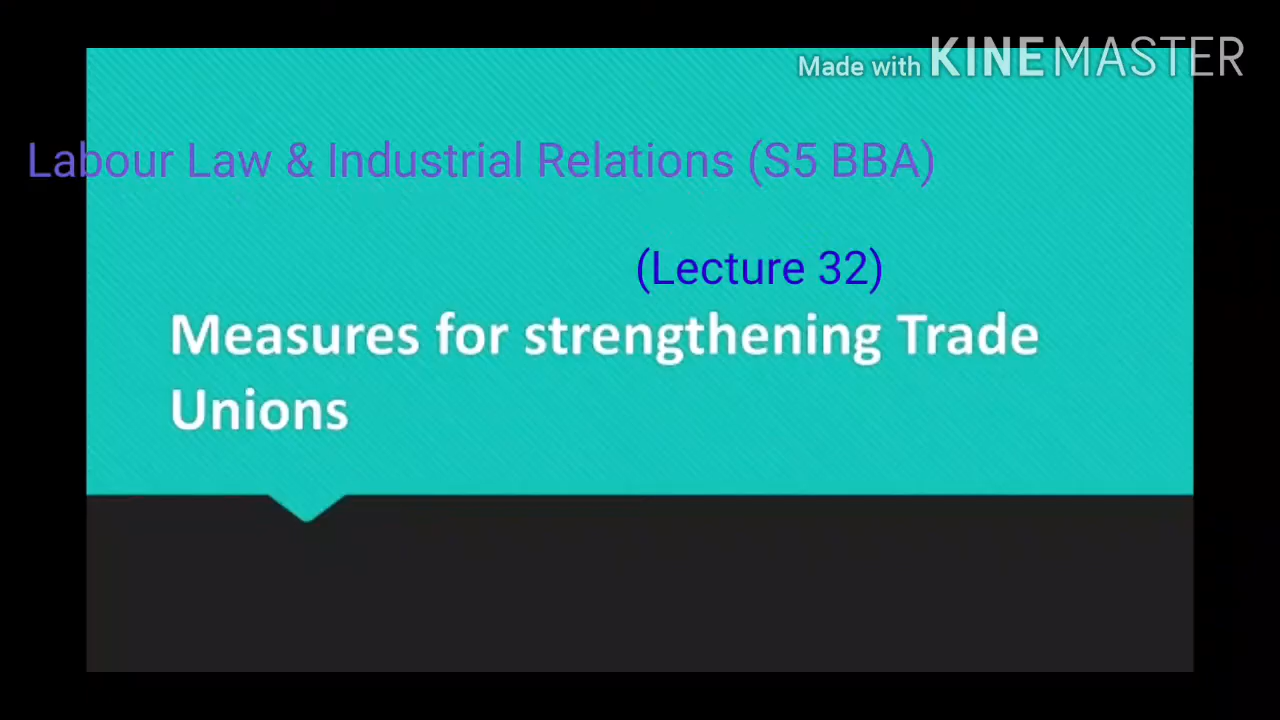 Made with KINEMASTER
Labour Law & Industrial Relations (S5 BBA)
(Lecture 32)
Measures for strengthening Trade
Unions